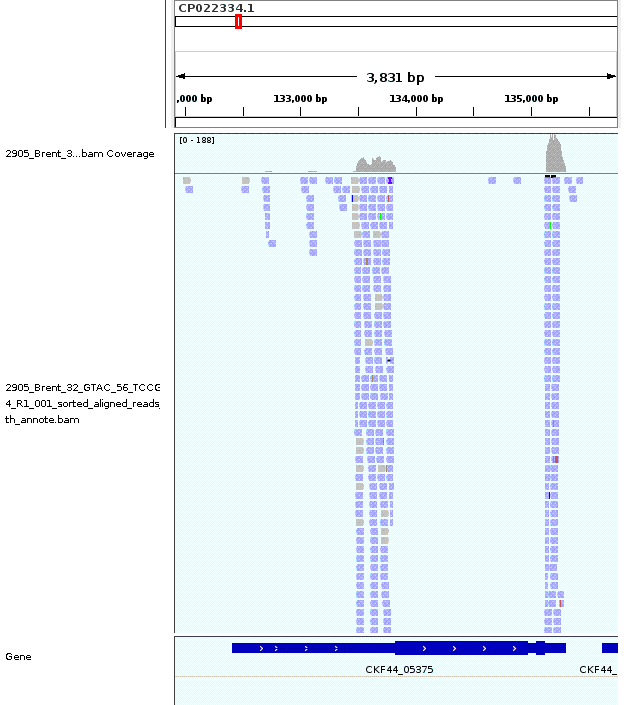 CP022334.1
3,831 bp
,000 bp 133,000 bp 134,000 bp 135,000 bp
[0 - 188]
2905_Brent_3...bam Coverage
2905_Brent_32_GTAC_56_TCCG
4_R1_001_sorted_aligned_reads_
th_annote.bam
Gene
CKF44_05375 CKF44_